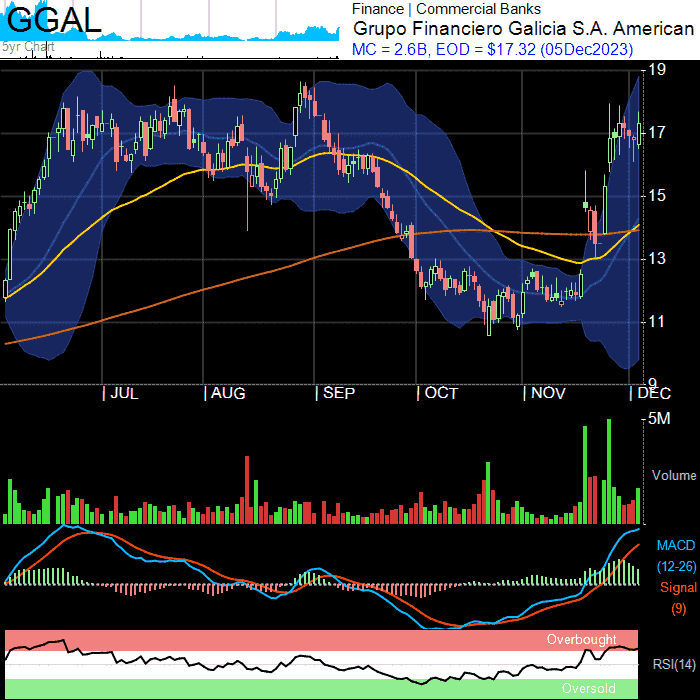 GGAL
5yr Chart
Finance | Commercial Banks
Grupo Financiero Galicia S.A. American
MC = 2.6B, EOD = $17.32 (05Dec2023)
19
17
15
13
11
9
JUL
AUG
SEP
OCT
NOV
DEC
5M
Volume
MACD
(12-26)
Signal
(9)
Overbought
RSI(14)
Oversold